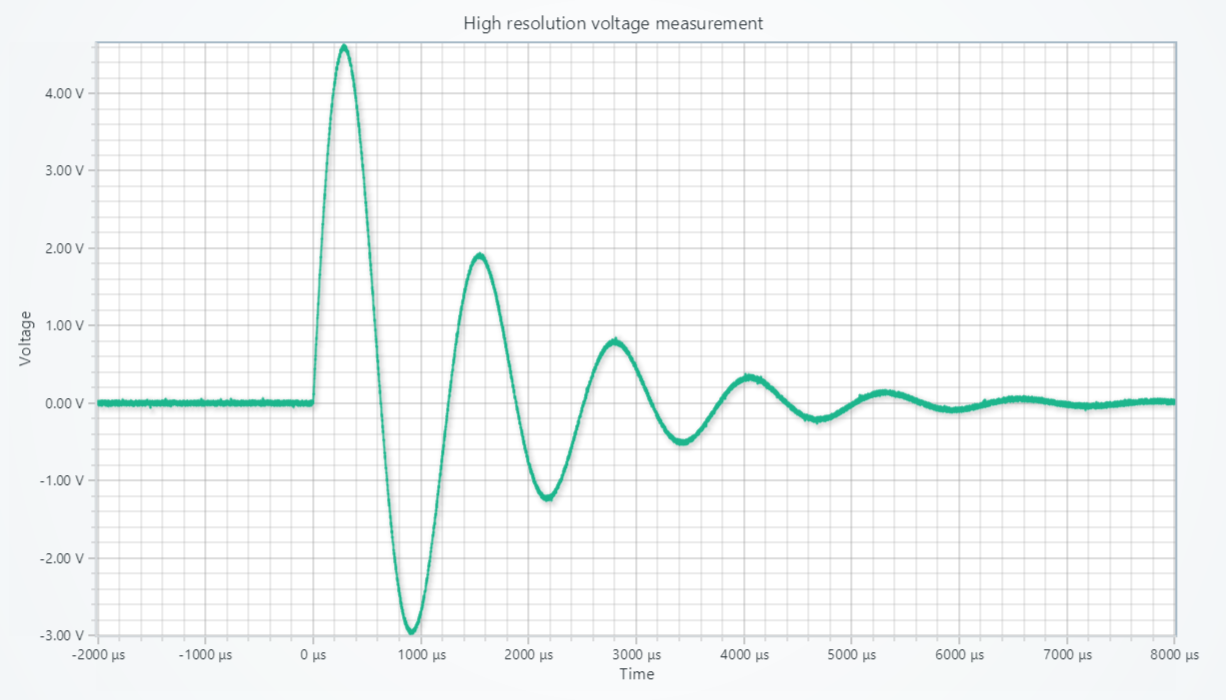 High resolution voltage measurement
4.00 V
3.00 V
2.00 V
1.00 V
0.00 V
-1.00 V
-2.00 V
-3.00 V
Voltage
-2000 µs -1000 µs 0 µs 1000 µs 2000 µs 3000 µs 4000 µs 5000 µs 6000 µs 7000 µs 8000 µs
Time